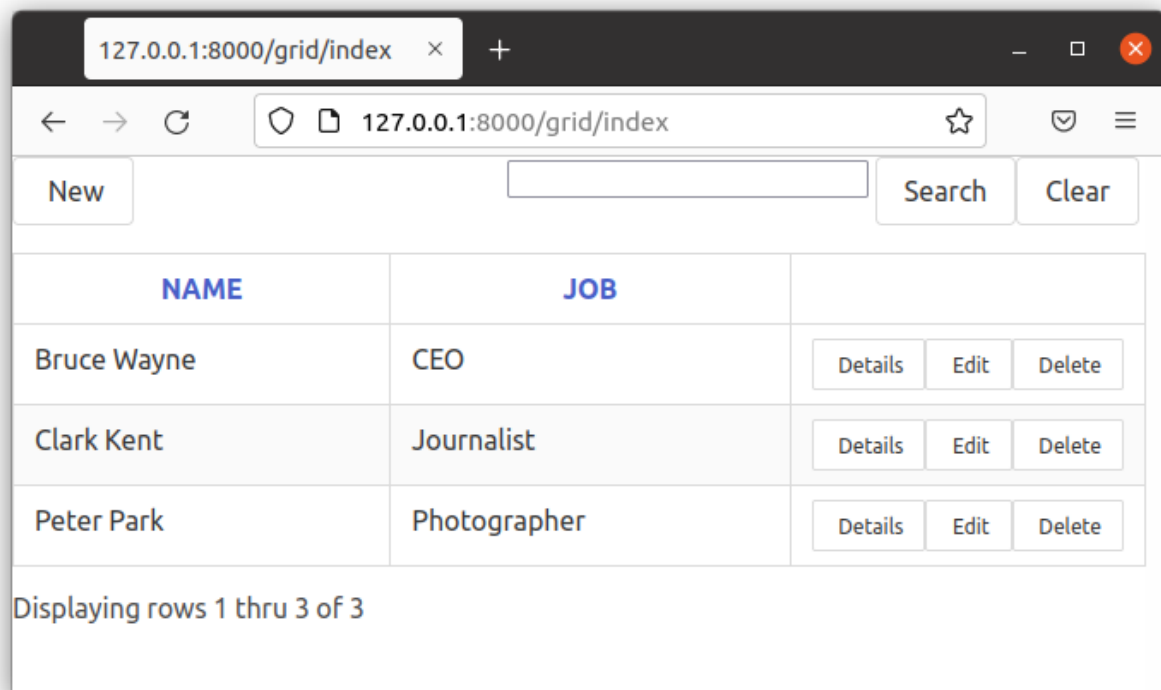 127.0.0.1:8000/grid/index
127.0.0.1:8000/grid/index
New Search Clear
NAME JOB
Bruce Wayne CEO Details Edit Delete
Clark Kent Journalist Details Edit Delete
Peter Park Photographer Details Edit Delete
Displaying rows 1 thru 3 of 3